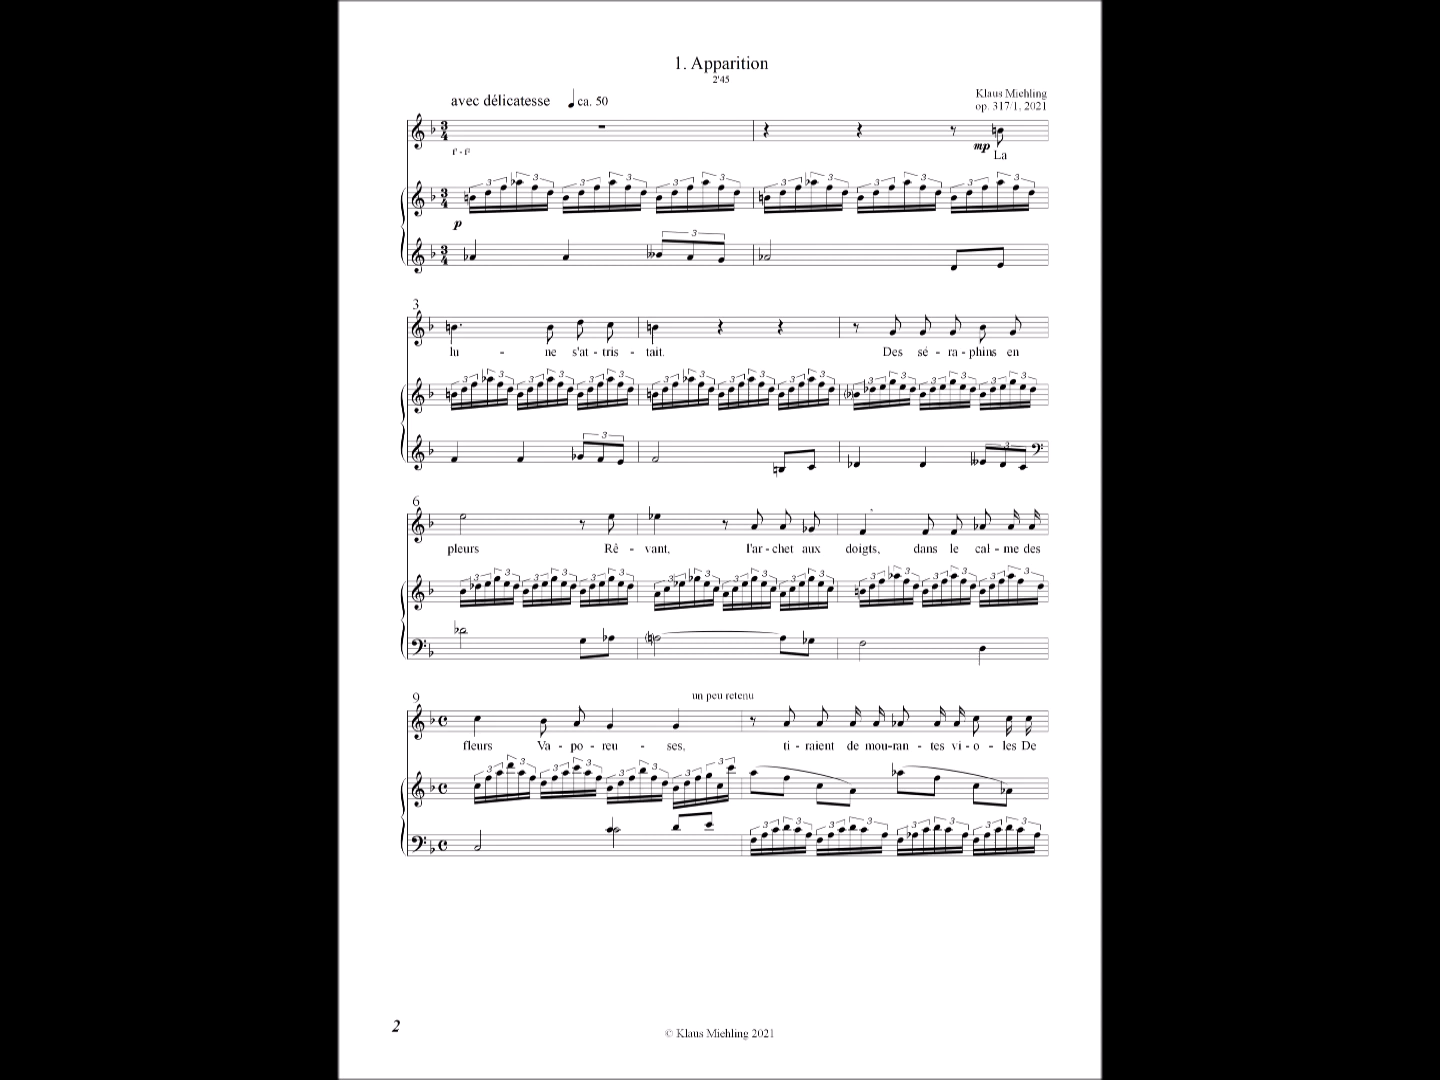 1. Apparition
2'45
Klaus Miehling
avec délicatesse ca. 50
op. 317/1, 2021
mp
La
p
3
lu - ne s'at - tris - tait. Des sé - ra - phins en
6
pleurs Rê - vant, l'ar - chet aux doigts, dans le cal - me des
9
un peu retenu
fleurs Va - po - reu - ses, ti - raient de mou - ran - tes vi - o - les De
2
© Klaus Miehling 2021